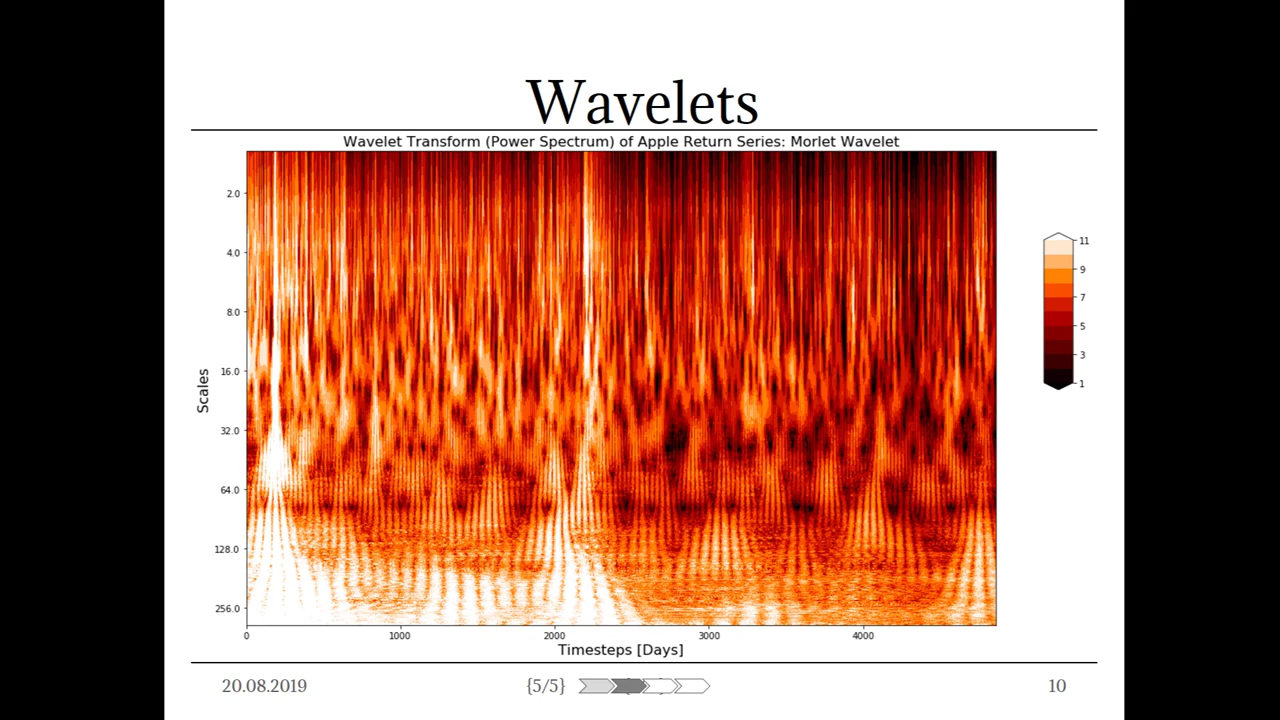 Wavelets
Wavelet Transform (Power Spectrum) of Apple Return Series: Morlet Wavelet
Scales
2.0
4.0
8.0
16.0
32.0
64.0
128.0
256.0
0 1000 2000 3000 4000
Timesteps [Days]
11
9
7
5
3
1
20.08.2019 {5/5} 10